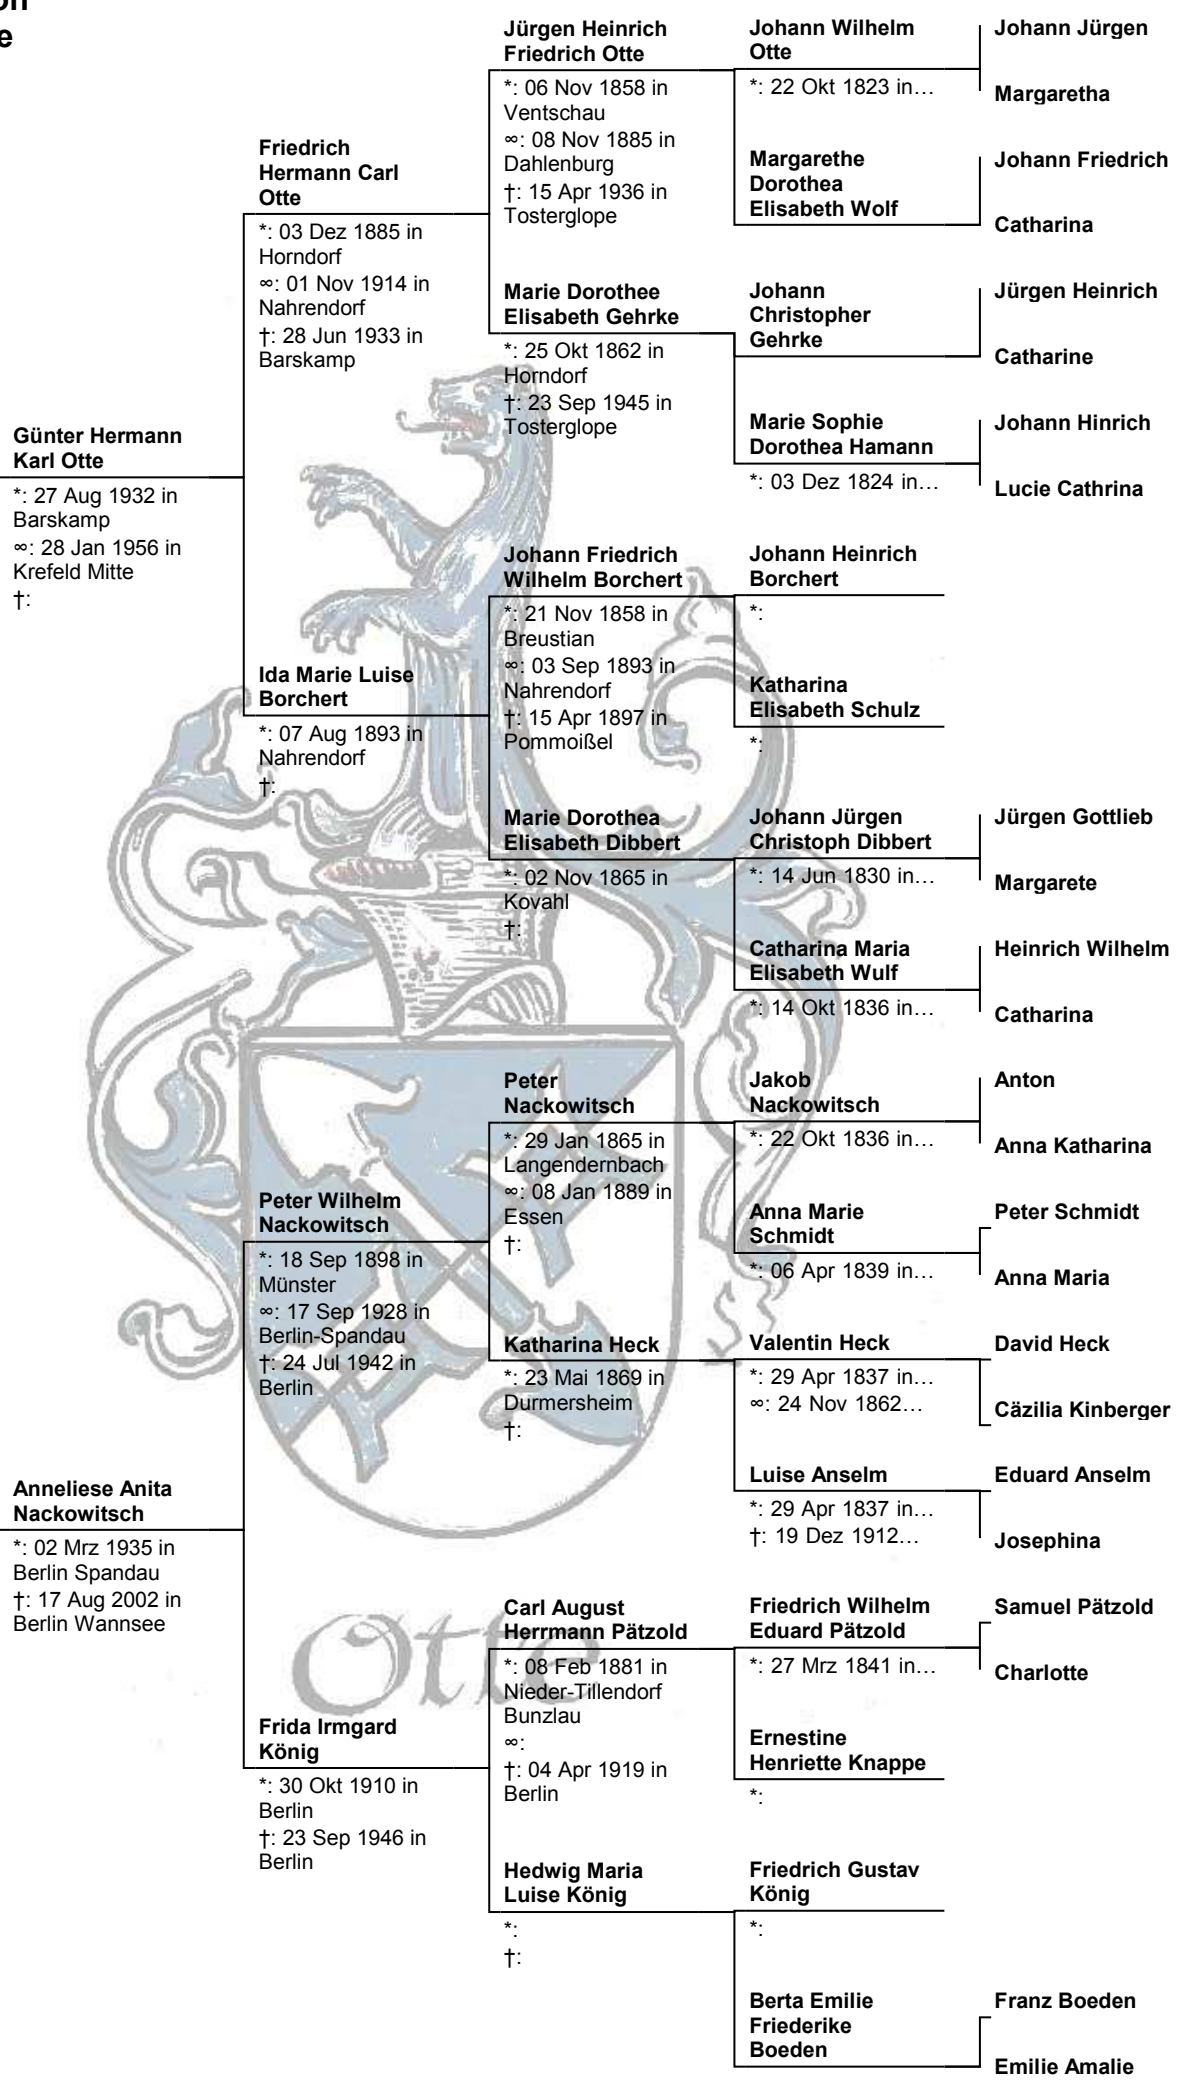 on
e
Günter Hermann
Karl Otte
*: 27 Aug 1932 in
Barskamp
∞: 28 Jan 1956 in
Krefeld Mitte
†:
Anneliese Anita
Nackowitsch
*: 02 Mrz 1935 in
Berlin Spandau
†: 17 Aug 2002 in
Berlin Wannsee
Friedrich
Hermann Carl
Otte
*: 03 Dez 1885 in
Horndorf
∞: 01 Nov 1914 in
Nahrendorf
†: 28 Jun 1933 in
Barskamp
Ida Marie Luise
Borchert
*: 07 Aug 1893 in
Nahrendorf
†:
Peter Wilhelm
Nackowitsch
*: 18 Sep 1898 in
Münster
∞: 17 Sep 1928 in
Berlin-Spandau
†: 24 Jul 1942 in
Berlin
Otte
Frida Irmgard
König
*: 30 Okt 1910 in
Berlin
†: 23 Sep 1946 in
Berlin
Jürgen Heinrich
Friedrich Otte
*: 06 Nov 1858 in
Ventschau
∞: 08 Nov 1885 in
Dahlenburg
†: 15 Apr 1936 in
Tosterglope
Marie Dorothee
Elisabeth Gehrke
*: 25 Okt 1862 in
Horndorf
†: 23 Sep 1945 in
Tosterglope
Johann Friedrich
Wilhelm Borchert
*: 21 Nov 1858 in
Breustian
∞: 03 Sep 1893 in
Nahrendorf
†: 15 Apr 1897 in
Pommoißel
Marie Dorothea
Elisabeth Dibbert
*: 02 Nov 1865 in
Kovahl
†:
Peter
Nackowitsch
*: 29 Jan 1865 in
Langendernbach
∞: 08 Jan 1889 in
Essen
†:
Katharina Heck
*: 23 Mai 1869 in
Durmersheim
†:
Carl August
Herrmann Pätzold
*: 08 Feb 1881 in
Nieder-Tillendorf
Bunzlau
∞:
†: 04 Apr 1919 in
Berlin
Hedwig Maria
Luise König
*:
†:
Johann Wilhelm
Otte
*: 22 Okt 1823 in…
Margarethe
Dorothea
Elisabeth Wolf
Johann
Christopher
Gehrke
Marie Sophie
Dorothea Hamann
*: 03 Dez 1824 in…
Johann Heinrich
Borchert
*:
Katharina
Elisabeth Schulz
*:
Johann Jürgen
Christoph Dibbert
*: 14 Jun 1830 in…
Catharina Maria
Elisabeth Wulf
*: 14 Okt 1836 in…
Jakob
Nackowitsch
*: 22 Okt 1836 in…
Anna Marie
Schmidt
*: 06 Apr 1839 in…
Valentin Heck
*: 29 Apr 1837 in…
∞: 24 Nov 1862…
Luise Anselm
*: 29 Apr 1837 in…
†: 19 Dez 1912…
Friedrich Wilhelm
Eduard Pätzold
*: 27 Mrz 1841 in…
Ernestine
Henriette Knappe
*:
Friedrich Gustav
König
*:
Berta Emilie
Friederike
Boeden
Johann Jürgen
Margaretha
Johann Friedrich
Catharina
Jürgen Heinrich
Catharine
Johann Hinrich
Lucie Cathrina
Jürgen Gottlieb
Margarete
Heinrich Wilhelm
Catharina
Anton
Anna Katharina
Peter Schmidt
Anna Maria
David Heck
Cäzilia Kinberger
Eduard Anselm
Josephina
Samuel Pätzold
Charlotte
Franz Boeden
Emilie Amalie